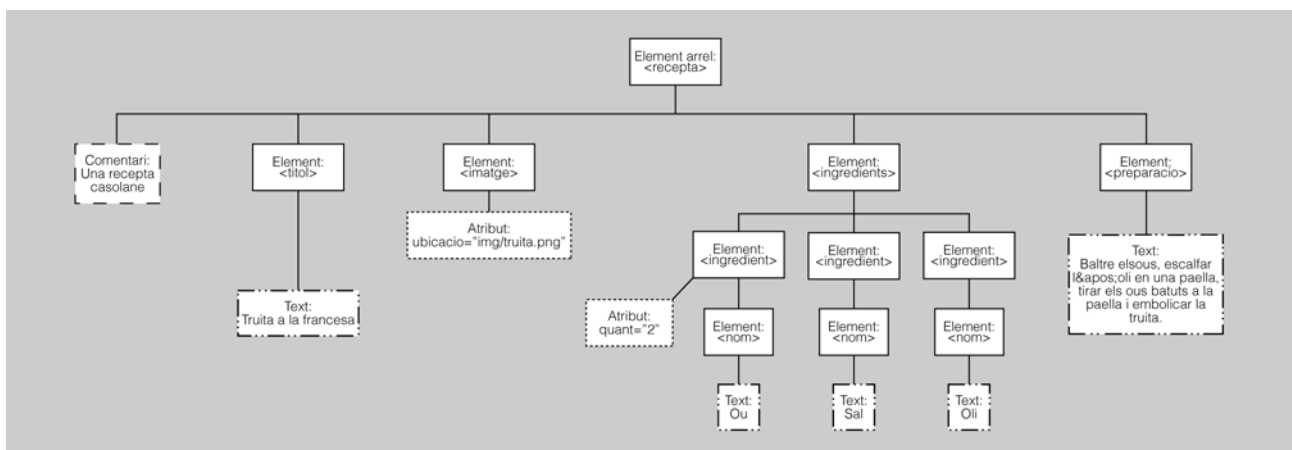 Element arrel:
<recepta>
Comentari:
Una recepta
casolane
Element:
<titol>
Element:
<imatge>
Element:
<ingredients>
Element;
<preparacio>
Atribut:
ubicacio="img/truita.png"
Element:
<ingredient>
Element:
<ingredient>
Element:
<ingredient>
Text:
Baltre elsous, escalfar
l&apos;oli en una paella,
tirar els ous batuts a la
paella i embolicar la
truita.
Text:
Truita a la francesa
Atribut:
quant="2"
Element:
<nom>
Element:
<nom>
Element:
<nom>
Text:
Ou
Text:
Sal
Text:
Oli